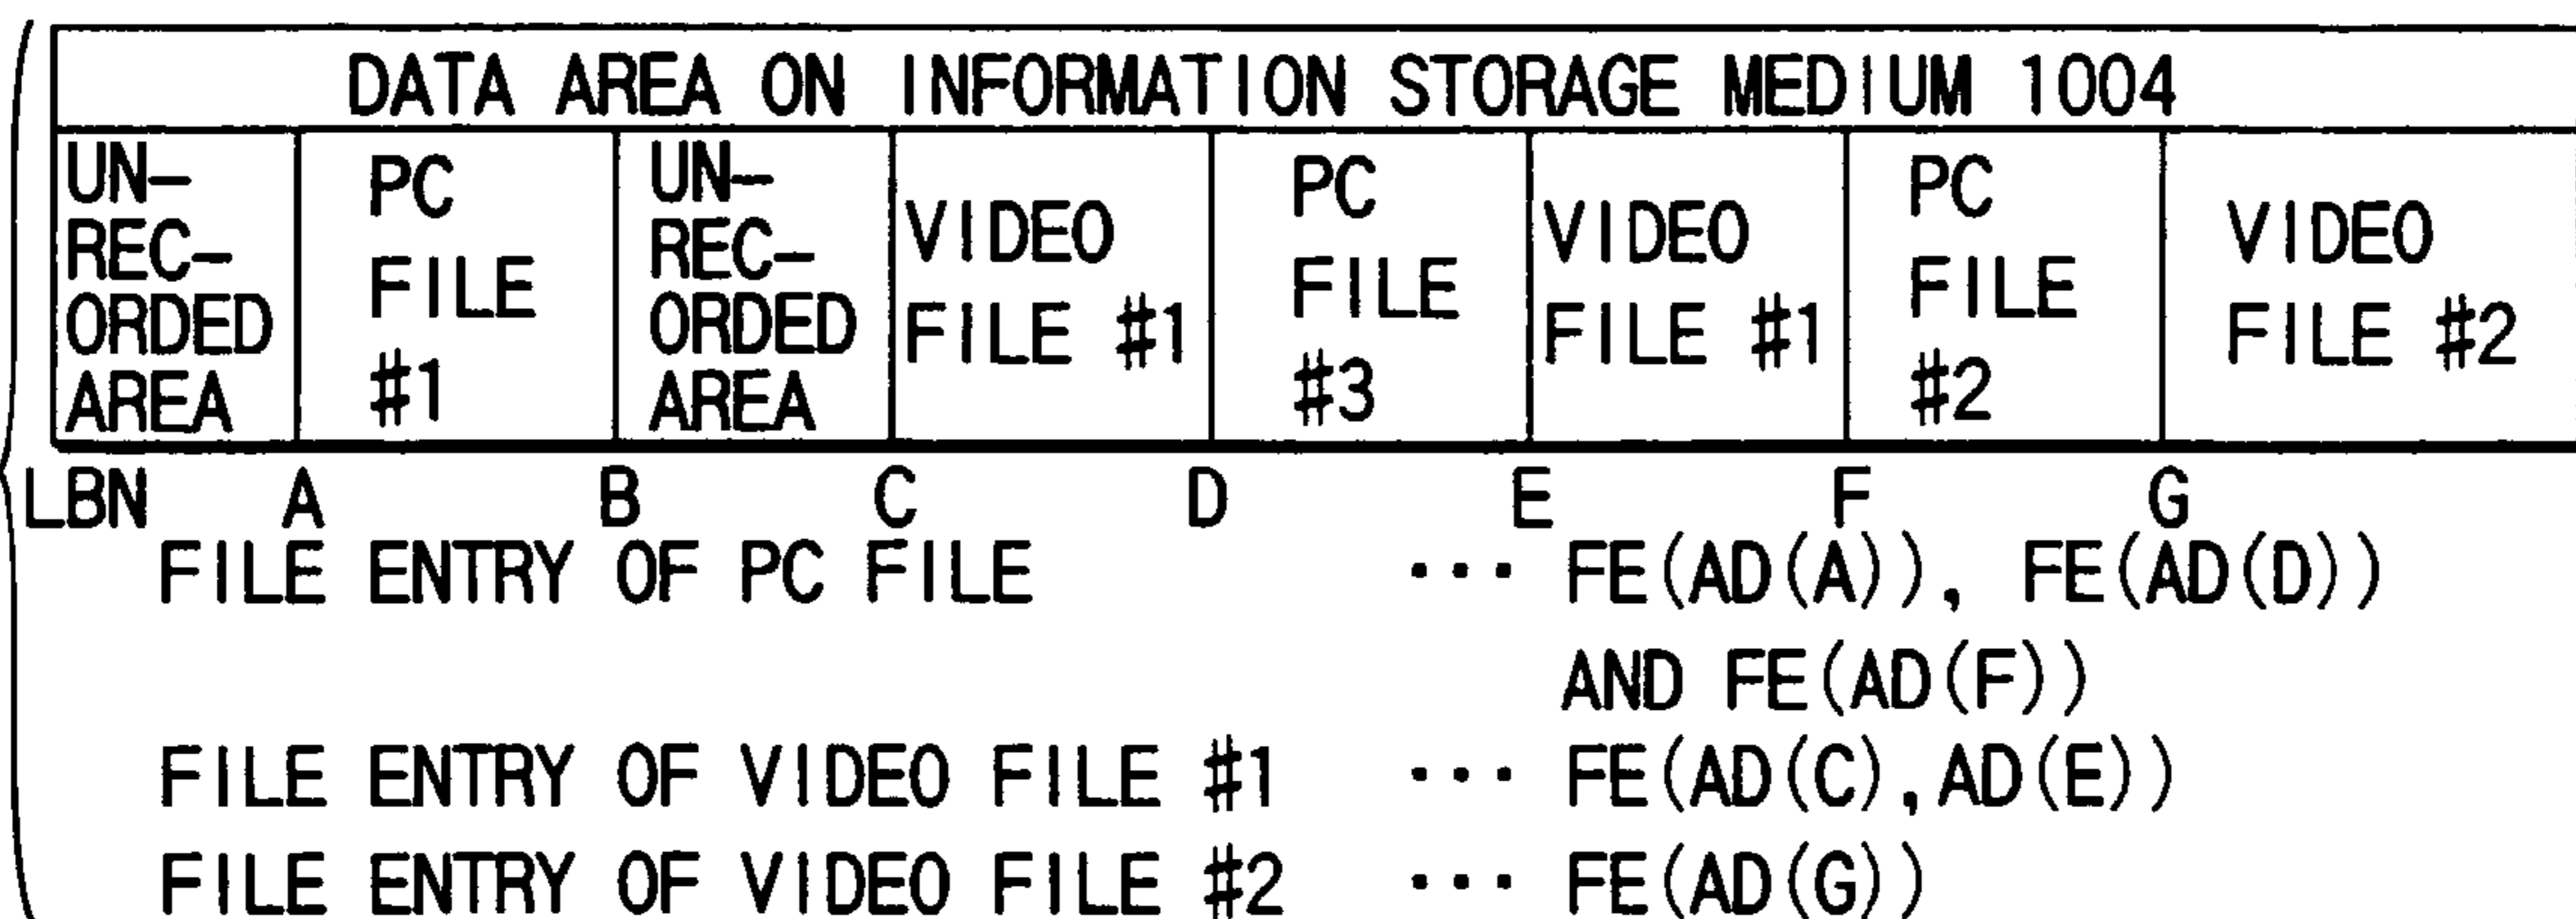 DATA AREA ON INFORMATION STORAGE MEDIUM 1004
UN-
REC-
ORDED
AREA
PC
FILE
#1
UN-
REC-
ORDED
AREA
VIDEO
FILE #1
PC
FILE
#3
VIDEO
FILE #1
PC
FILE
#2
VIDEO
FILE #2
LBN A B C D E F G
FILE ENTRY OF PC FILE ... FE(AD(A)), FE(AD(D))
AND FE(AD(F))
FILE ENTRY OF VIDEO FILE #1 ... FE(AD(C),AD(E))
FILE ENTRY OF VIDEO FILE #2 ... FE(AD(G))